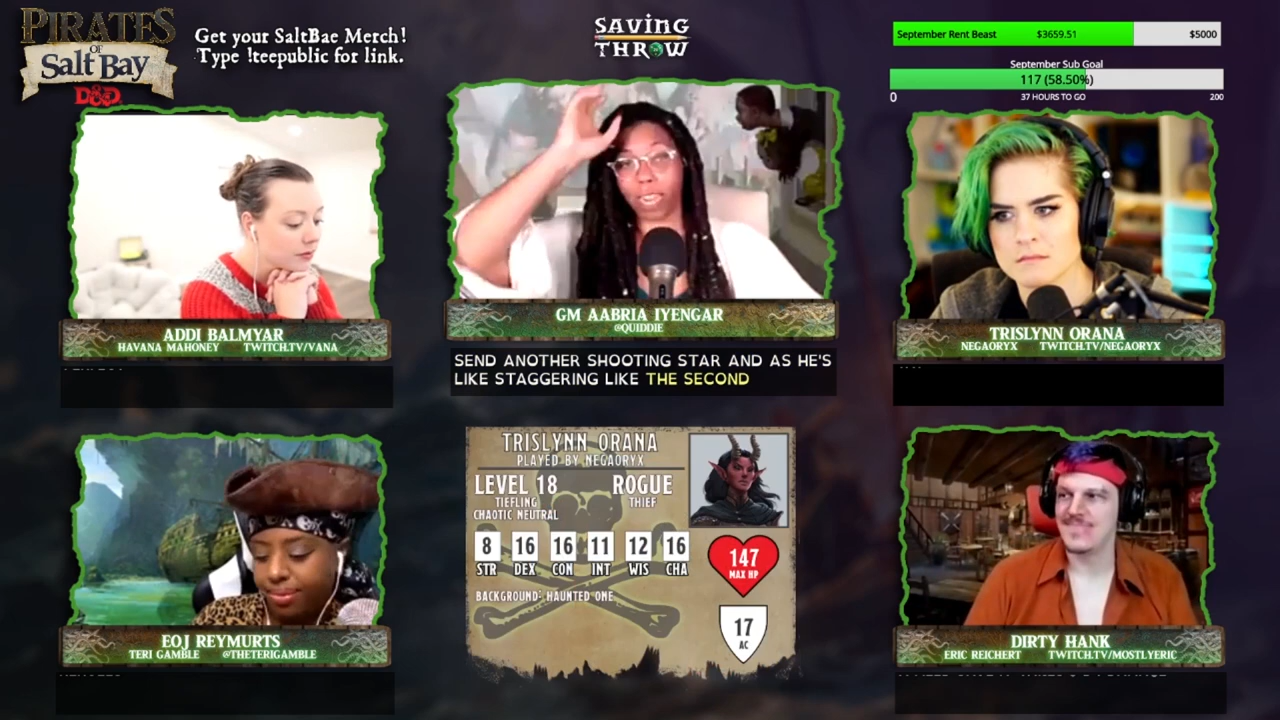 PIRATES
OF
Salt Bay
D&D
Get your SaltBae Merch!
Type !teepublic for link.
SAVING
THROW
September Rent Beast $3659.51 $5000
September Sub Goal
117 (58.50%)
0 37 HOURS TO GO 200
ADDI BALMYAR
HAVANA MAHONEY TWITCH.TV/VANA
GM AABRIA IYENGAR
@QUIDDIE
SEND ANOTHER SHOOTING STAR AND AS HE'S
LIKE STAGGERING LIKE THE SECOND
TRISLYNN ORANA
NEGAORYX TWITCH.TV/NEGAORYX
EOJ REYMURTS
TERI GAMBLE @THETERIGAMBLE
TRISLYNN ORANA
PLAYED BY NEGAORYX
LEVEL 18 ROGUE
TIEFLING THIEF
CHAOTIC NEUTRAL
8 16 16 11 12 16
STR DEX CON INT WIS CHA
BACKGROUND: HAUNTED ONE
147
MAX HP
17
AC
DIRTY HANK
ERIC REICHERT TWITCH.TV/MOSTLYERIC